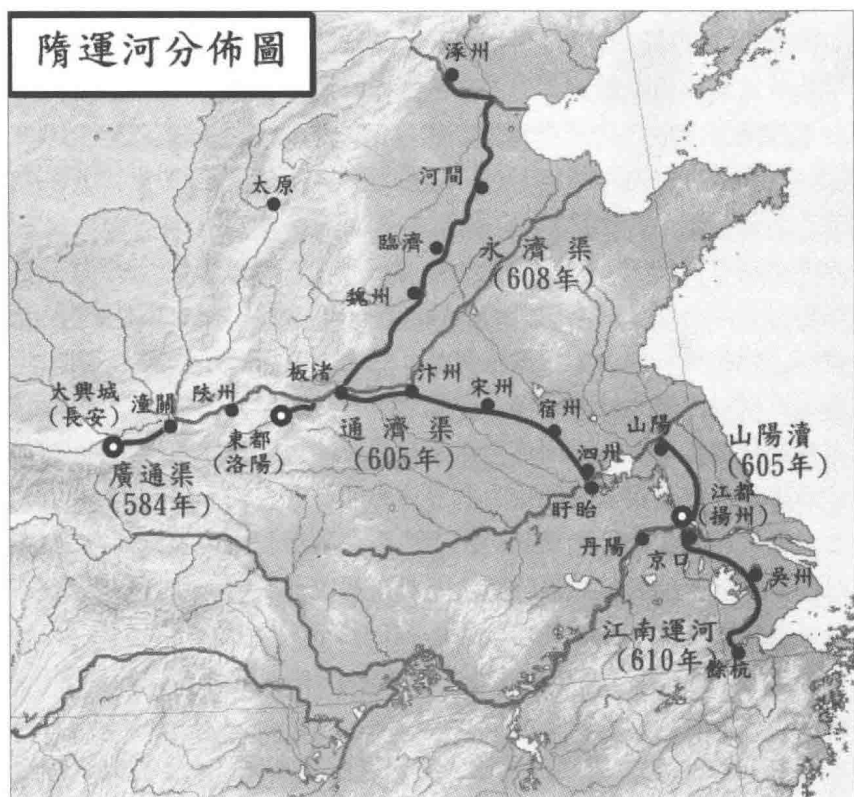 隋運河分佈圖
涿州
河間
太原
臨濟
永濟渠
(608年)
魏州
板渚
汴州
大興城
(長安)
潼關
陝州
宋州
宿州
東都
(洛陽)
通濟渠
(605年)
山陽
山陽瀆
(605年)
泗州
廣通渠
(584年)
盱眙
江都
(揚州)
丹陽
京口
吳州
江南運河
(610年)
餘杭